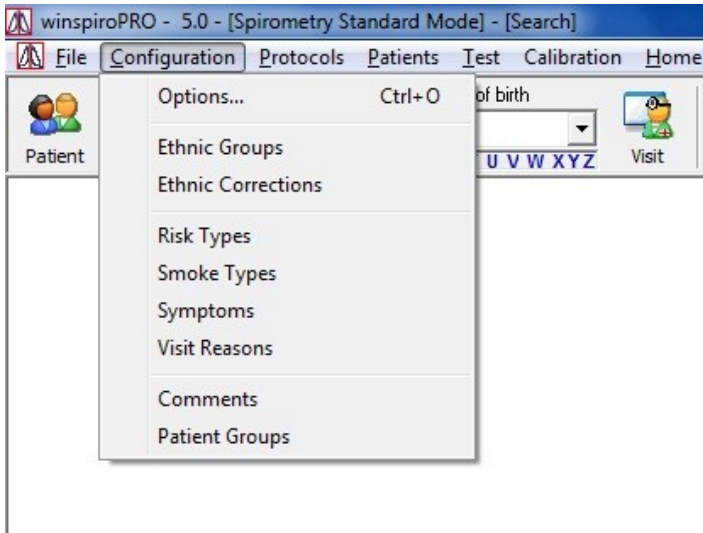 winspiroPRO - 5.0 - [Spirometry Standard Mode] - [Search]
File Configuration Protocols Patients Test Calibration Home
Options... Ctrl+O
of birth
Patient
Ethnic Groups
U V W X Y Z
Visit
Ethnic Corrections
Risk Types
Smoke Types
Symptoms
Visit Reasons
Comments
Patient Groups